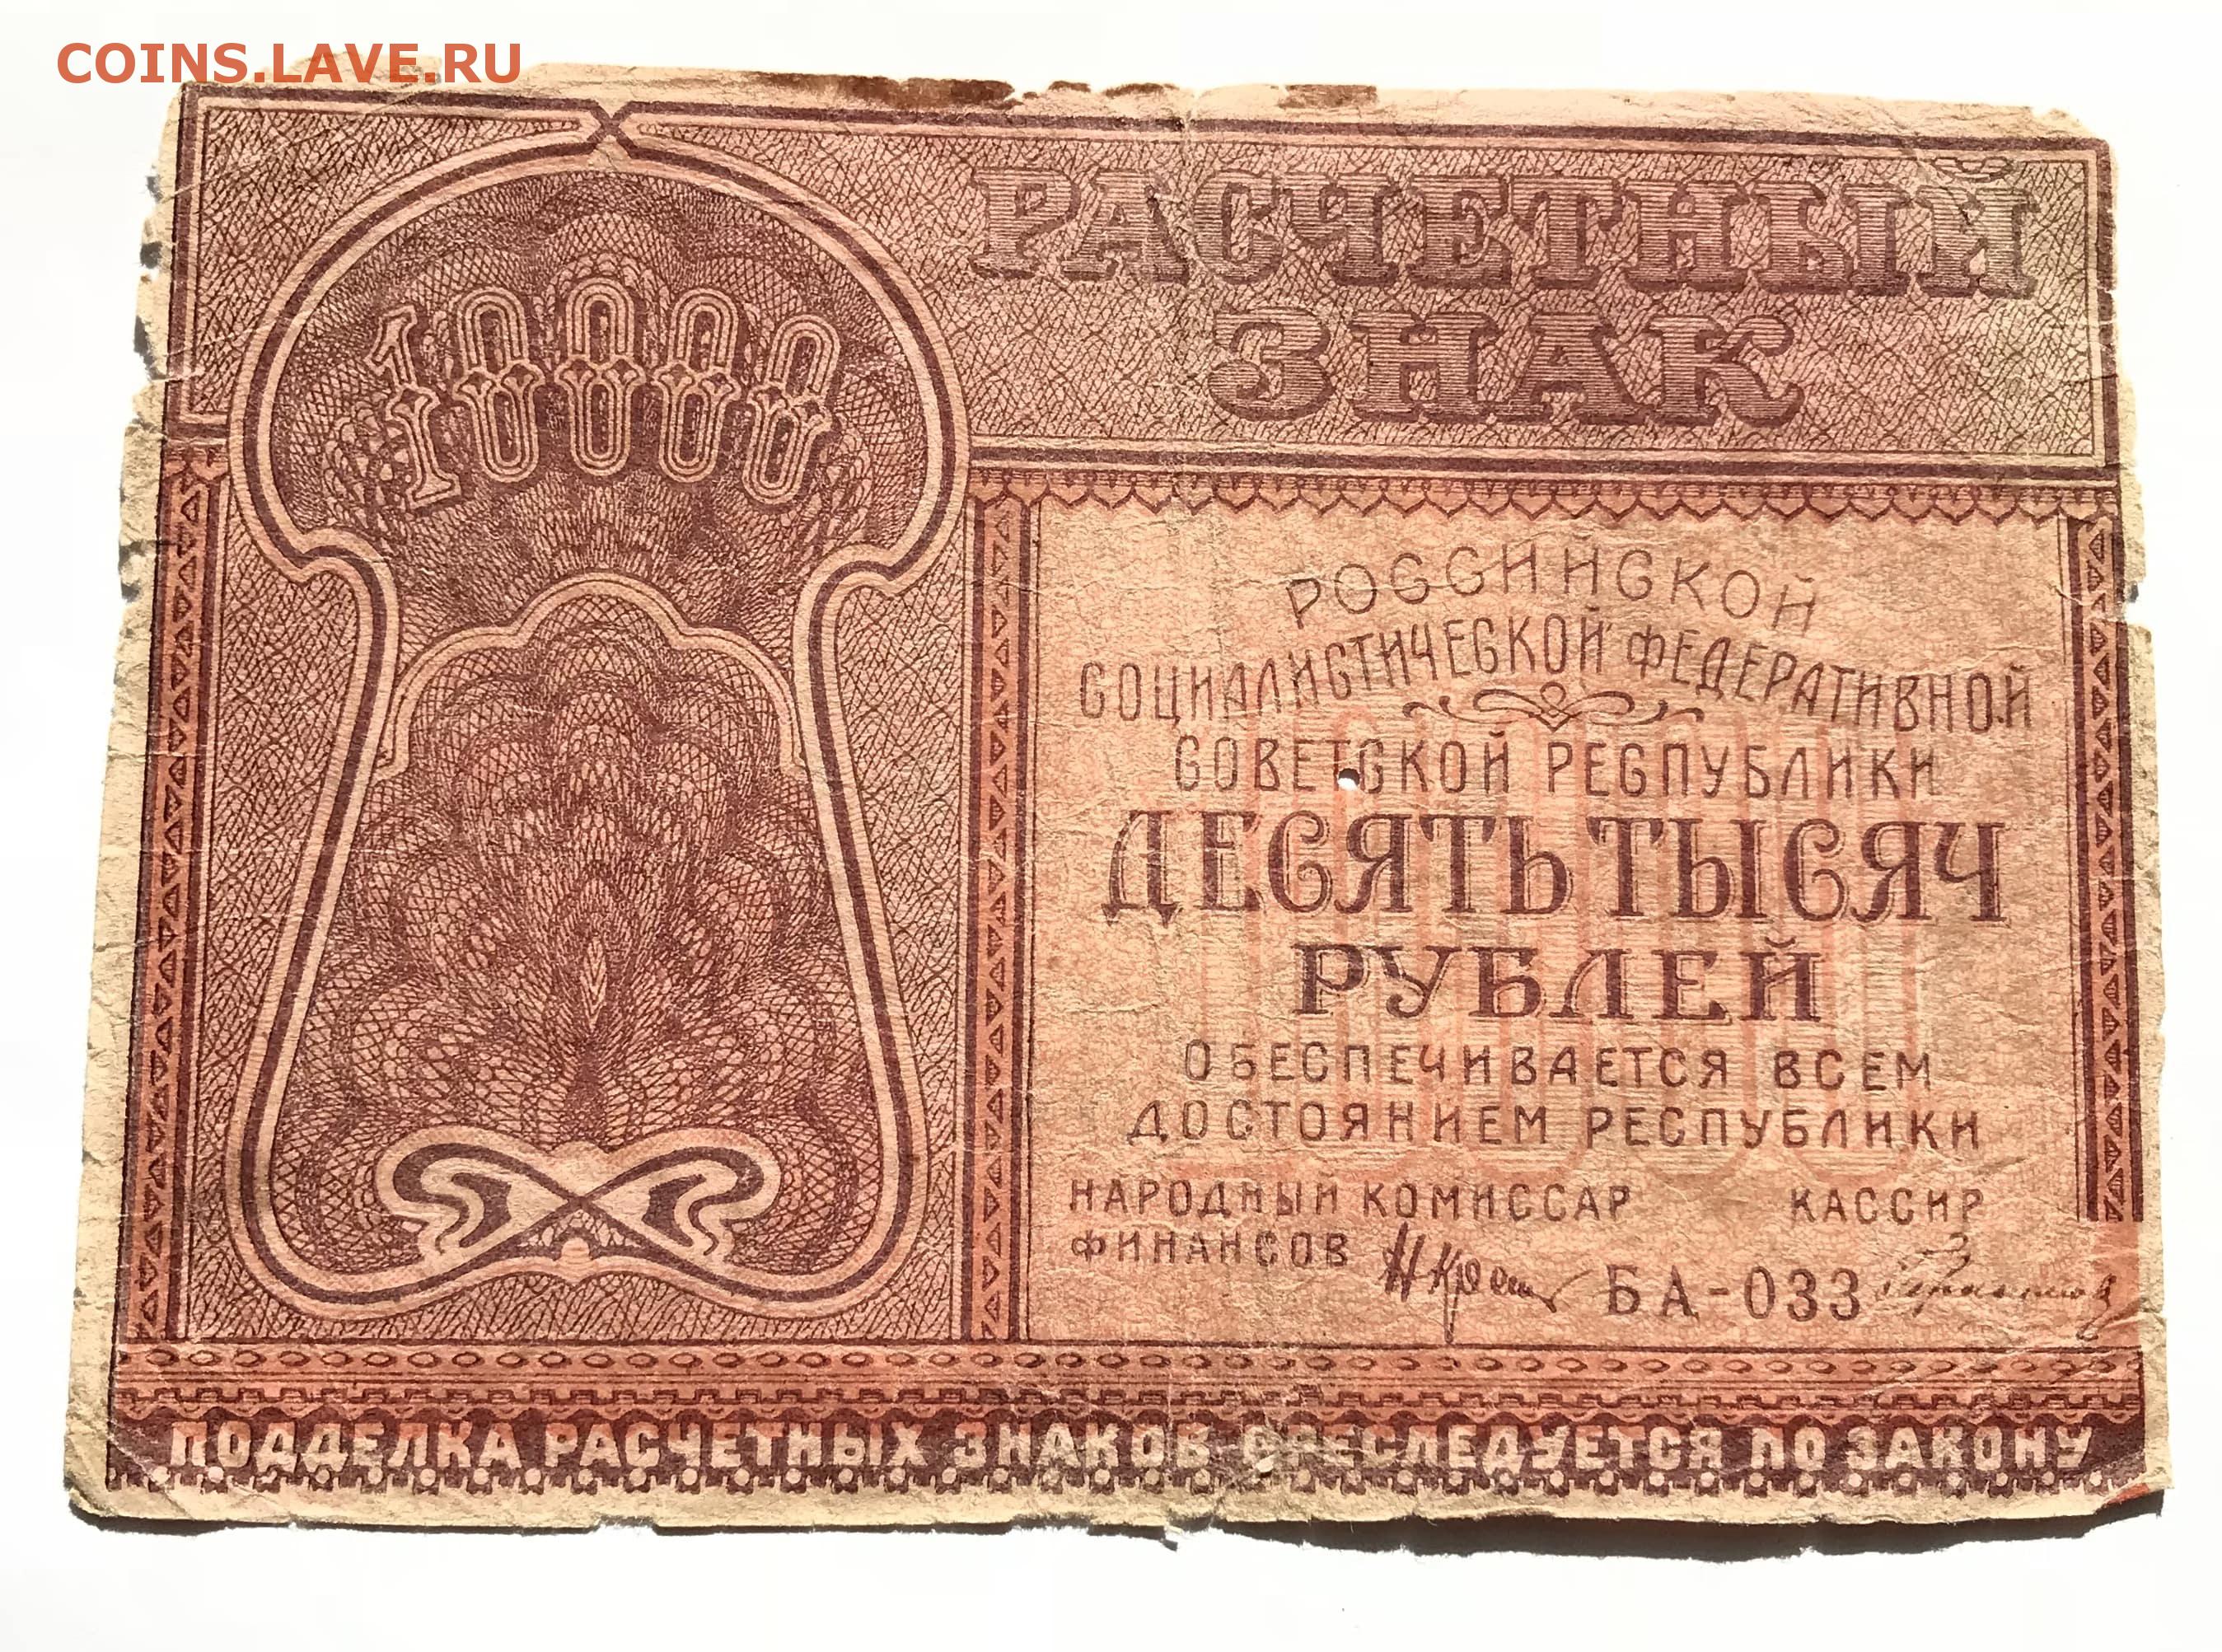 COINS.LAVE.RU
РАСЧЕТНЫЙ
ЗНАК
10000
РОССИЙСКОЙ
СОЦИАЛИСТИЧЕСКОЙ ФЕДЕРАТИВНОЙ
СОВЕТСКОЙ РЕСПУБЛИКИ
ДЕСЯТЬ ТЫСЯЧ
РУБЛЕЙ
ОБЕСПЕЧИВАЕТСЯ ВСЕМ
ДОСТОЯНИЕМ РЕСПУБЛИКИ
НАРОДНЫЙ КОМИССАР КАССИР
ФИНАНСОВ
БА-033
ПОДДЕЛКА РАСЧЕТНЫХ ЗНАКОВ ПРЕСЛЕДУЕТСЯ ПО ЗАКОНУ